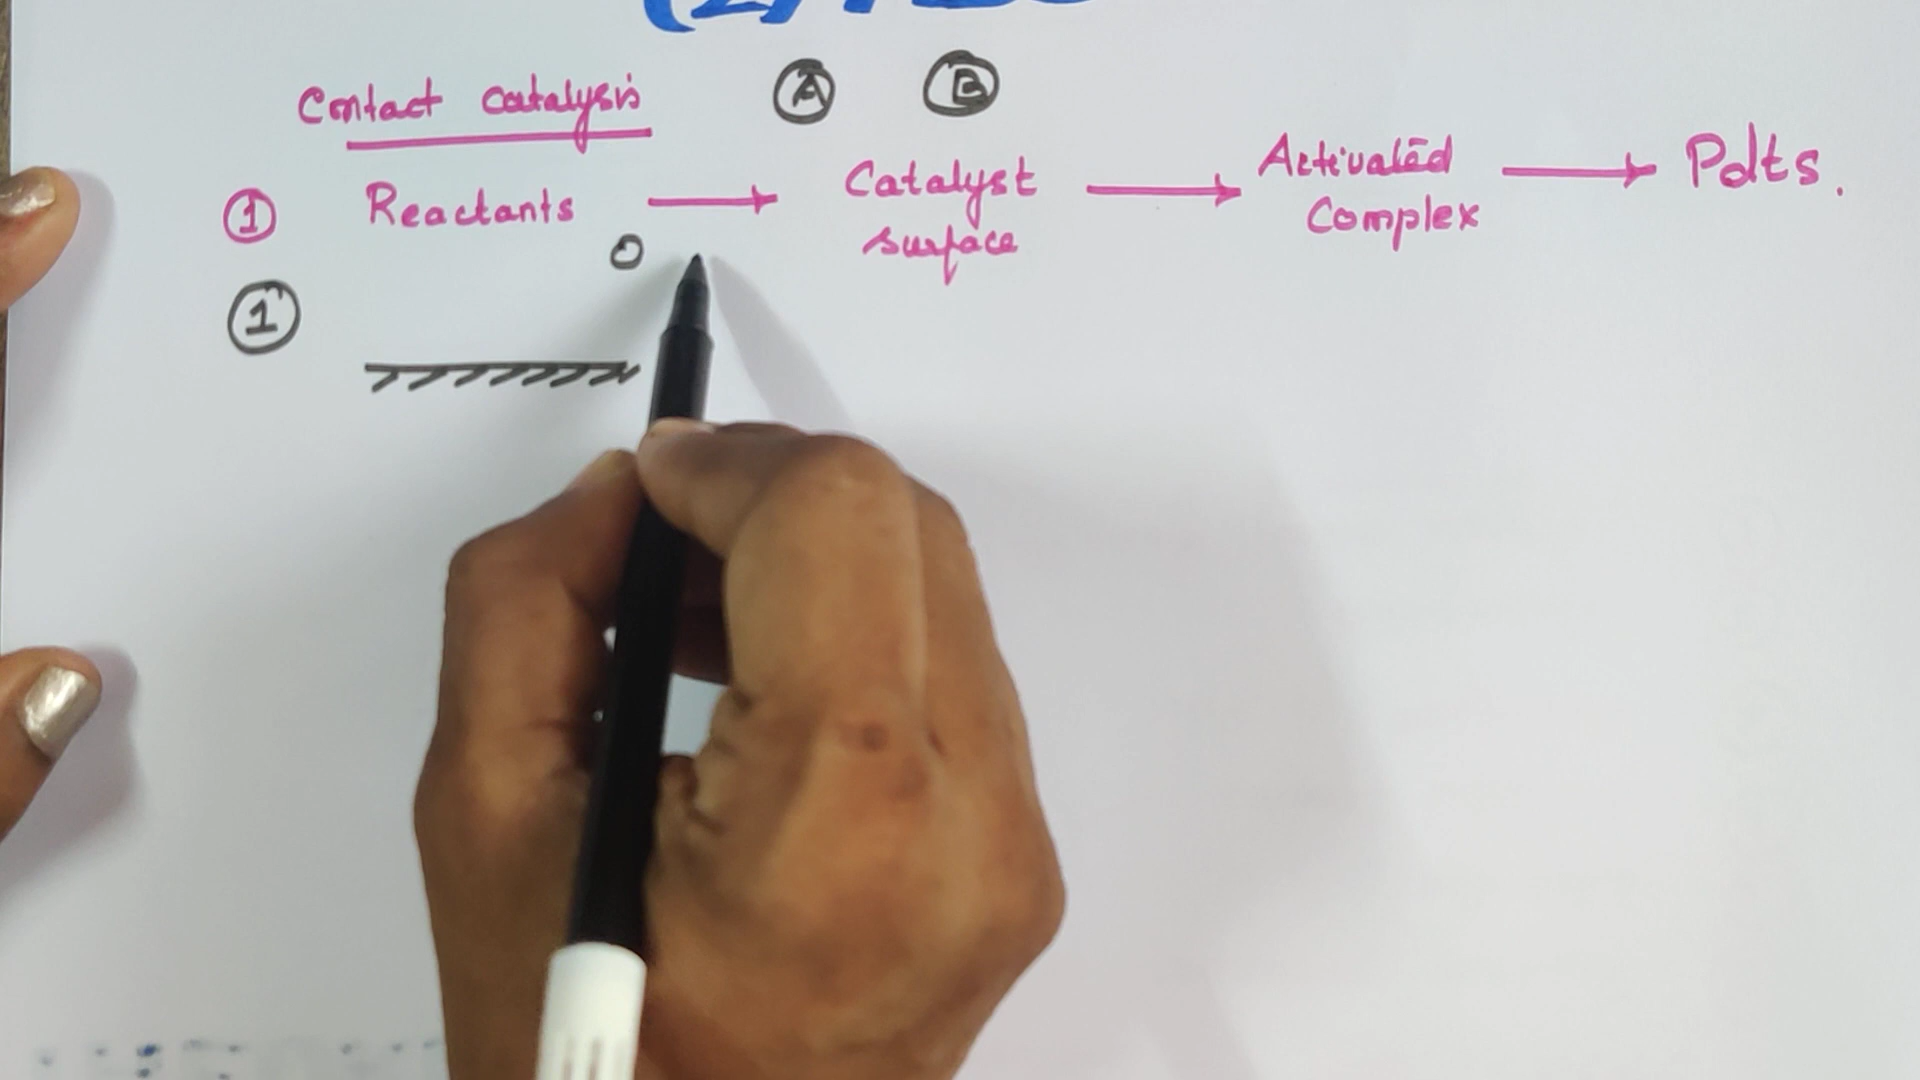 A B
Contact catalysis
1 Reactants → Catalyst surface → Activated Complex → Pdts.
1